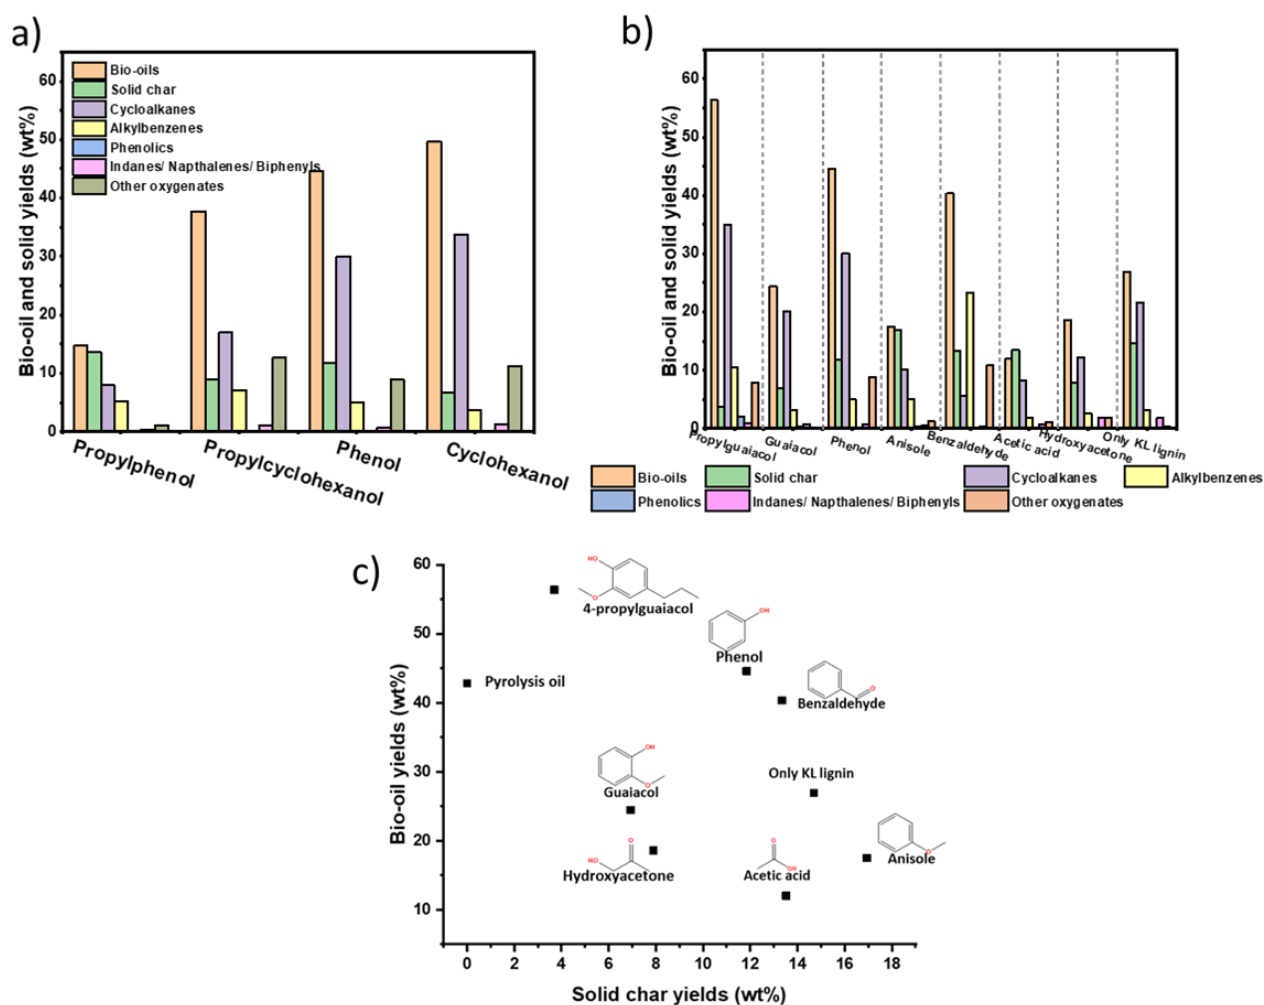 a)
Bio-oil and solid yields (wt%)
60
50
40
30
20
10
0
Bio-oils
Solid char
Cycloalkanes
Alkylbenzenes
Phenolics
Indanes/ Napthalenes/ Biphenyls
Other oxygenates
Propylphenol
Propylcyclohexanol
Phenol
Cyclohexanol
b)
Bio-oil and solid yields (wt%)
60
50
40
30
20
10
0
Propylguaiacol
Guaiacol
Phenol
Anisole
Benzaldehyde
Acetic acid
Hydroxyacetone
Only KL lignin
Bio-oils
Solid char
Cycloalkanes
Alkylbenzenes
Phenolics
Indanes/ Napthalenes/ Biphenyls
Other oxygenates
c)
Bio-oil yields (wt%)
60
50
40
30
20
10
HO
O
4-propylguaiacol
OH
Phenol
Pyrolysis oil
O
Benzaldehyde
OH
O
Guaiacol
Only KL lignin
O
HO
Hydroxyacetone
O
OH
Acetic acid
O
Anisole
0 2 4 6 8 10 12 14 16 18
Solid char yields (wt%)